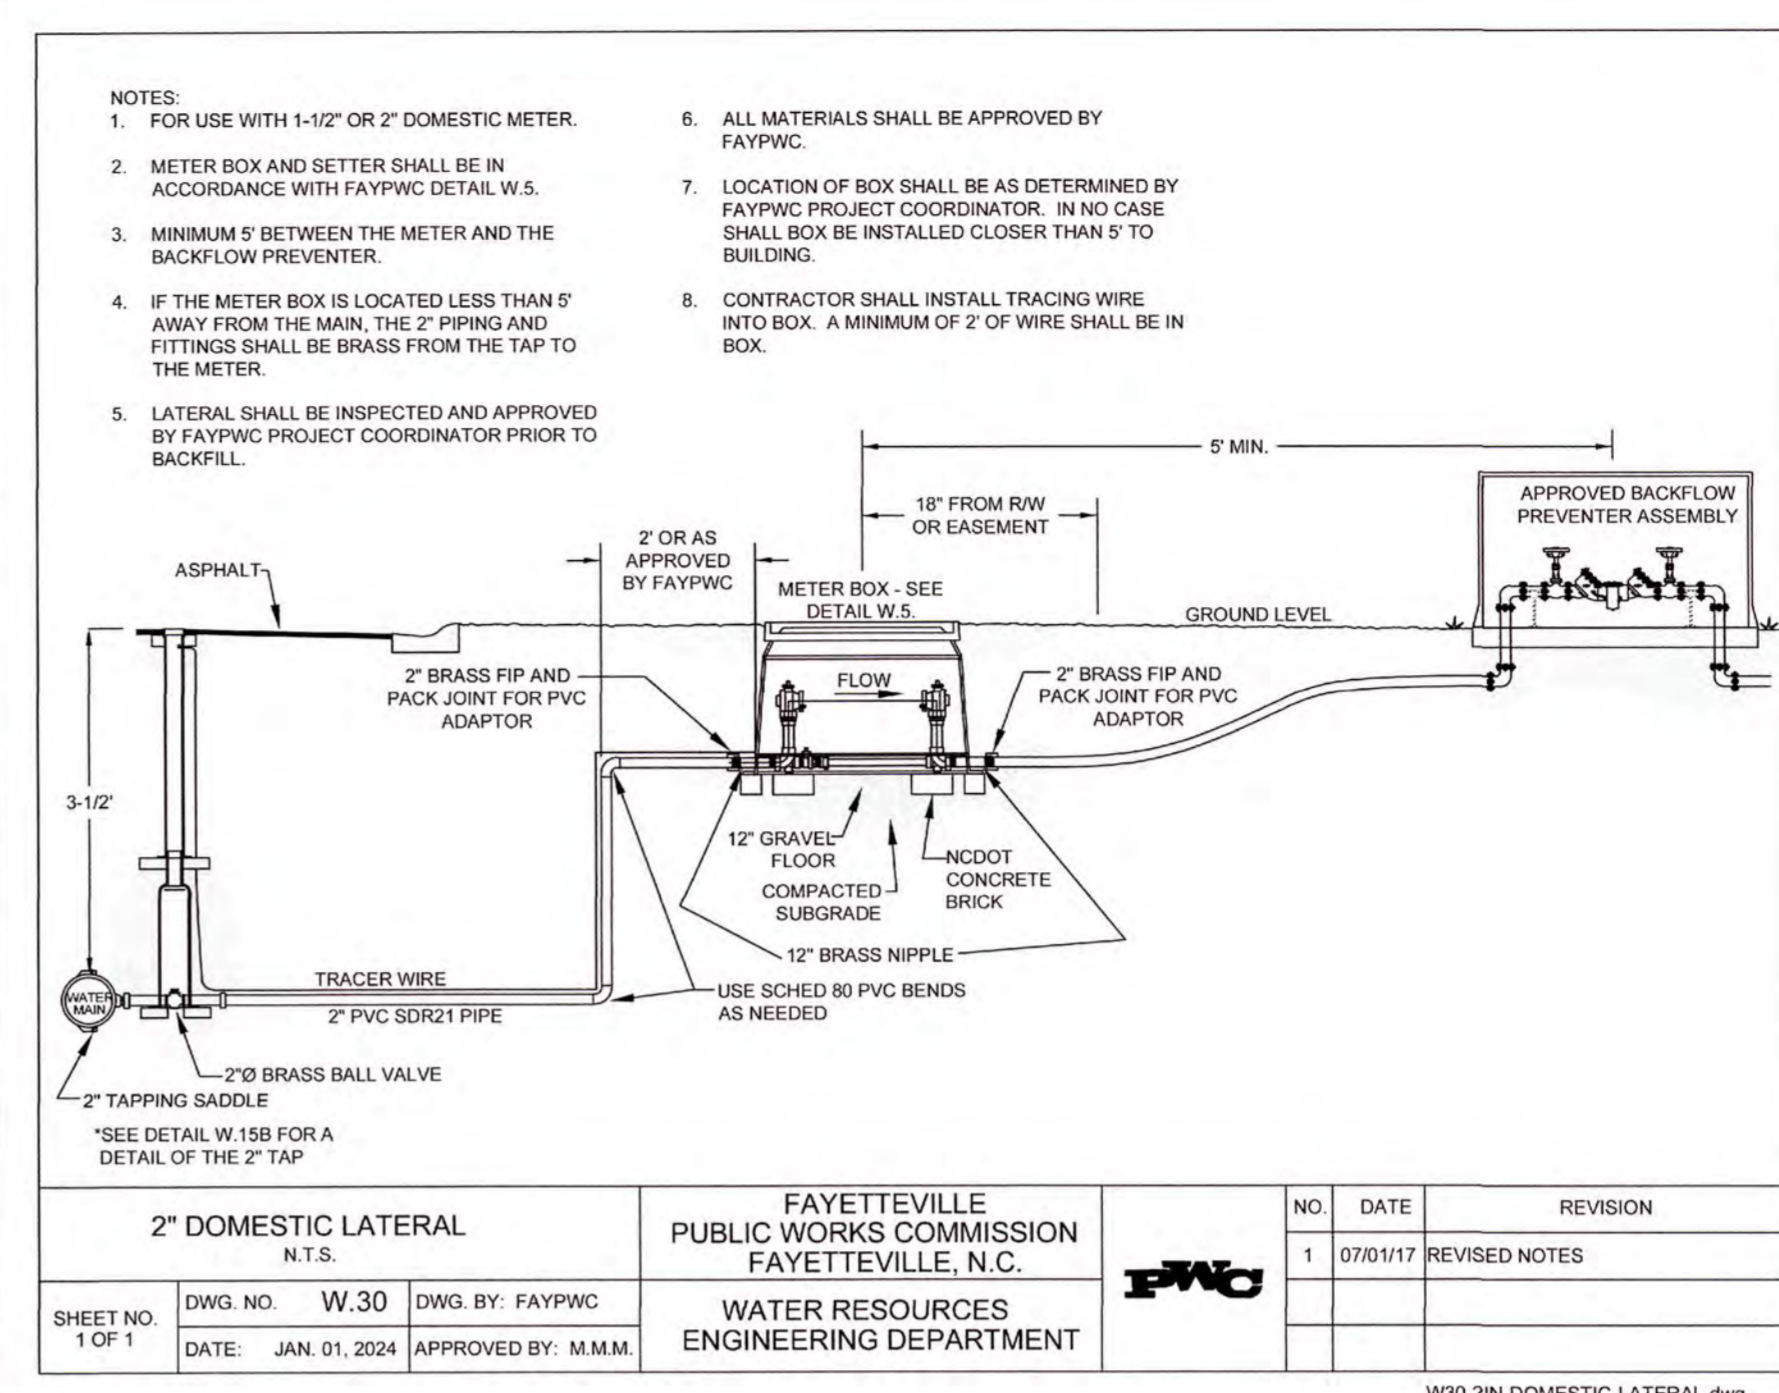 NOTES:
1. FOR USE WITH 1-1/2" OR 2" DOMESTIC METER.
2. METER BOX AND SETTER SHALL BE IN
ACCORDANCE WITH FAYPWC DETAIL W.5.
3. MINIMUM 5' BETWEEN THE METER AND THE
BACKFLOW PREVENTER.
4. IF THE METER BOX IS LOCATED LESS THAN 5'
AWAY FROM THE MAIN, THE 2" PIPING AND
FITTINGS SHALL BE BRASS FROM THE TAP TO
THE METER.
5. LATERAL SHALL BE INSPECTED AND APPROVED
BY FAYPWC PROJECT COORDINATOR PRIOR TO
BACKFILL.
6. ALL MATERIALS SHALL BE APPROVED BY
FAYPWC.
7. LOCATION OF BOX SHALL BE AS DETERMINED BY
FAYPWC PROJECT COORDINATOR. IN NO CASE
SHALL BOX BE INSTALLED CLOSER THAN 5' TO
BUILDING.
8. CONTRACTOR SHALL INSTALL TRACING WIRE
INTO BOX. A MINIMUM OF 2' OF WIRE SHALL BE IN
BOX.
5' MIN.
18" FROM R/W
OR EASEMENT
APPROVED BACKFLOW
PREVENTER ASSEMBLY
2' OR AS
APPROVED
BY FAYPWC
ASPHALT
METER BOX - SEE
DETAIL W.5.
GROUND LEVEL
2" BRASS FIP AND
PACK JOINT FOR PVC
ADAPTOR
FLOW
2" BRASS FIP AND
PACK JOINT FOR PVC
ADAPTOR
3-1/2'
12" GRAVEL
FLOOR
NCDOT
CONCRETE
BRICK
COMPACTED
SUBGRADE
12" BRASS NIPPLE
TRACER WIRE
USE SCHED 80 PVC BENDS
AS NEEDED
WATER
MAIN
2" PVC SDR21 PIPE
2"Ø BRASS BALL VALVE
2" TAPPING SADDLE
*SEE DETAIL W.15B FOR A
DETAIL OF THE 2" TAP
2" DOMESTIC LATERAL
N.T.S.
SHEET NO.
1 OF 1
DWG. NO. W.30
DWG. BY: FAYPWC
DATE: JAN. 01, 2024
APPROVED BY: M.M.M.
FAYETTEVILLE
PUBLIC WORKS COMMISSION
FAYETTEVILLE, N.C.
WATER RESOURCES
ENGINEERING DEPARTMENT
PWC
NO. DATE REVISION
1 07/01/17 REVISED NOTES
W30 2IN DOMESTIC LATERAL.dwg